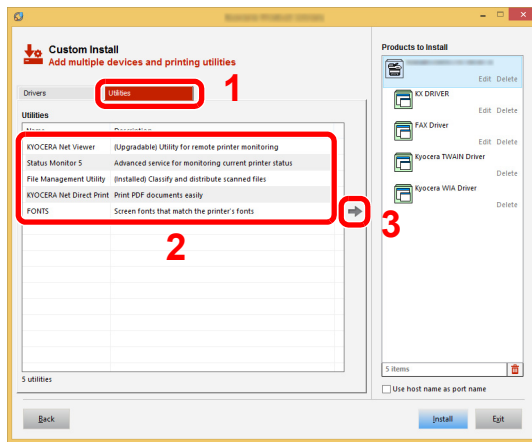 Custom Install
Add multiple devices and printing utilities
Drivers
Utilities
1
Utilities
Name Description
KYOCERA Net Viewer (Upgradable) Utility for remote printer monitoring
Status Monitor 5 Advanced service for monitoring current printer status
File Management Utility (Installed) Classify and distribute scanned files
KYOCERA Net Direct Print Print PDF documents easily
FONTS Screen fonts that match the printer's fonts
2
3
5 utilities
Products to Install
Edit Delete
KX DRIVER
Edit Delete
FAX Driver
Edit Delete
Kyocera TWAIN Driver
Delete
Kyocera WIA Driver
Delete
5 items
Use host name as port name
Back
Install
Exit